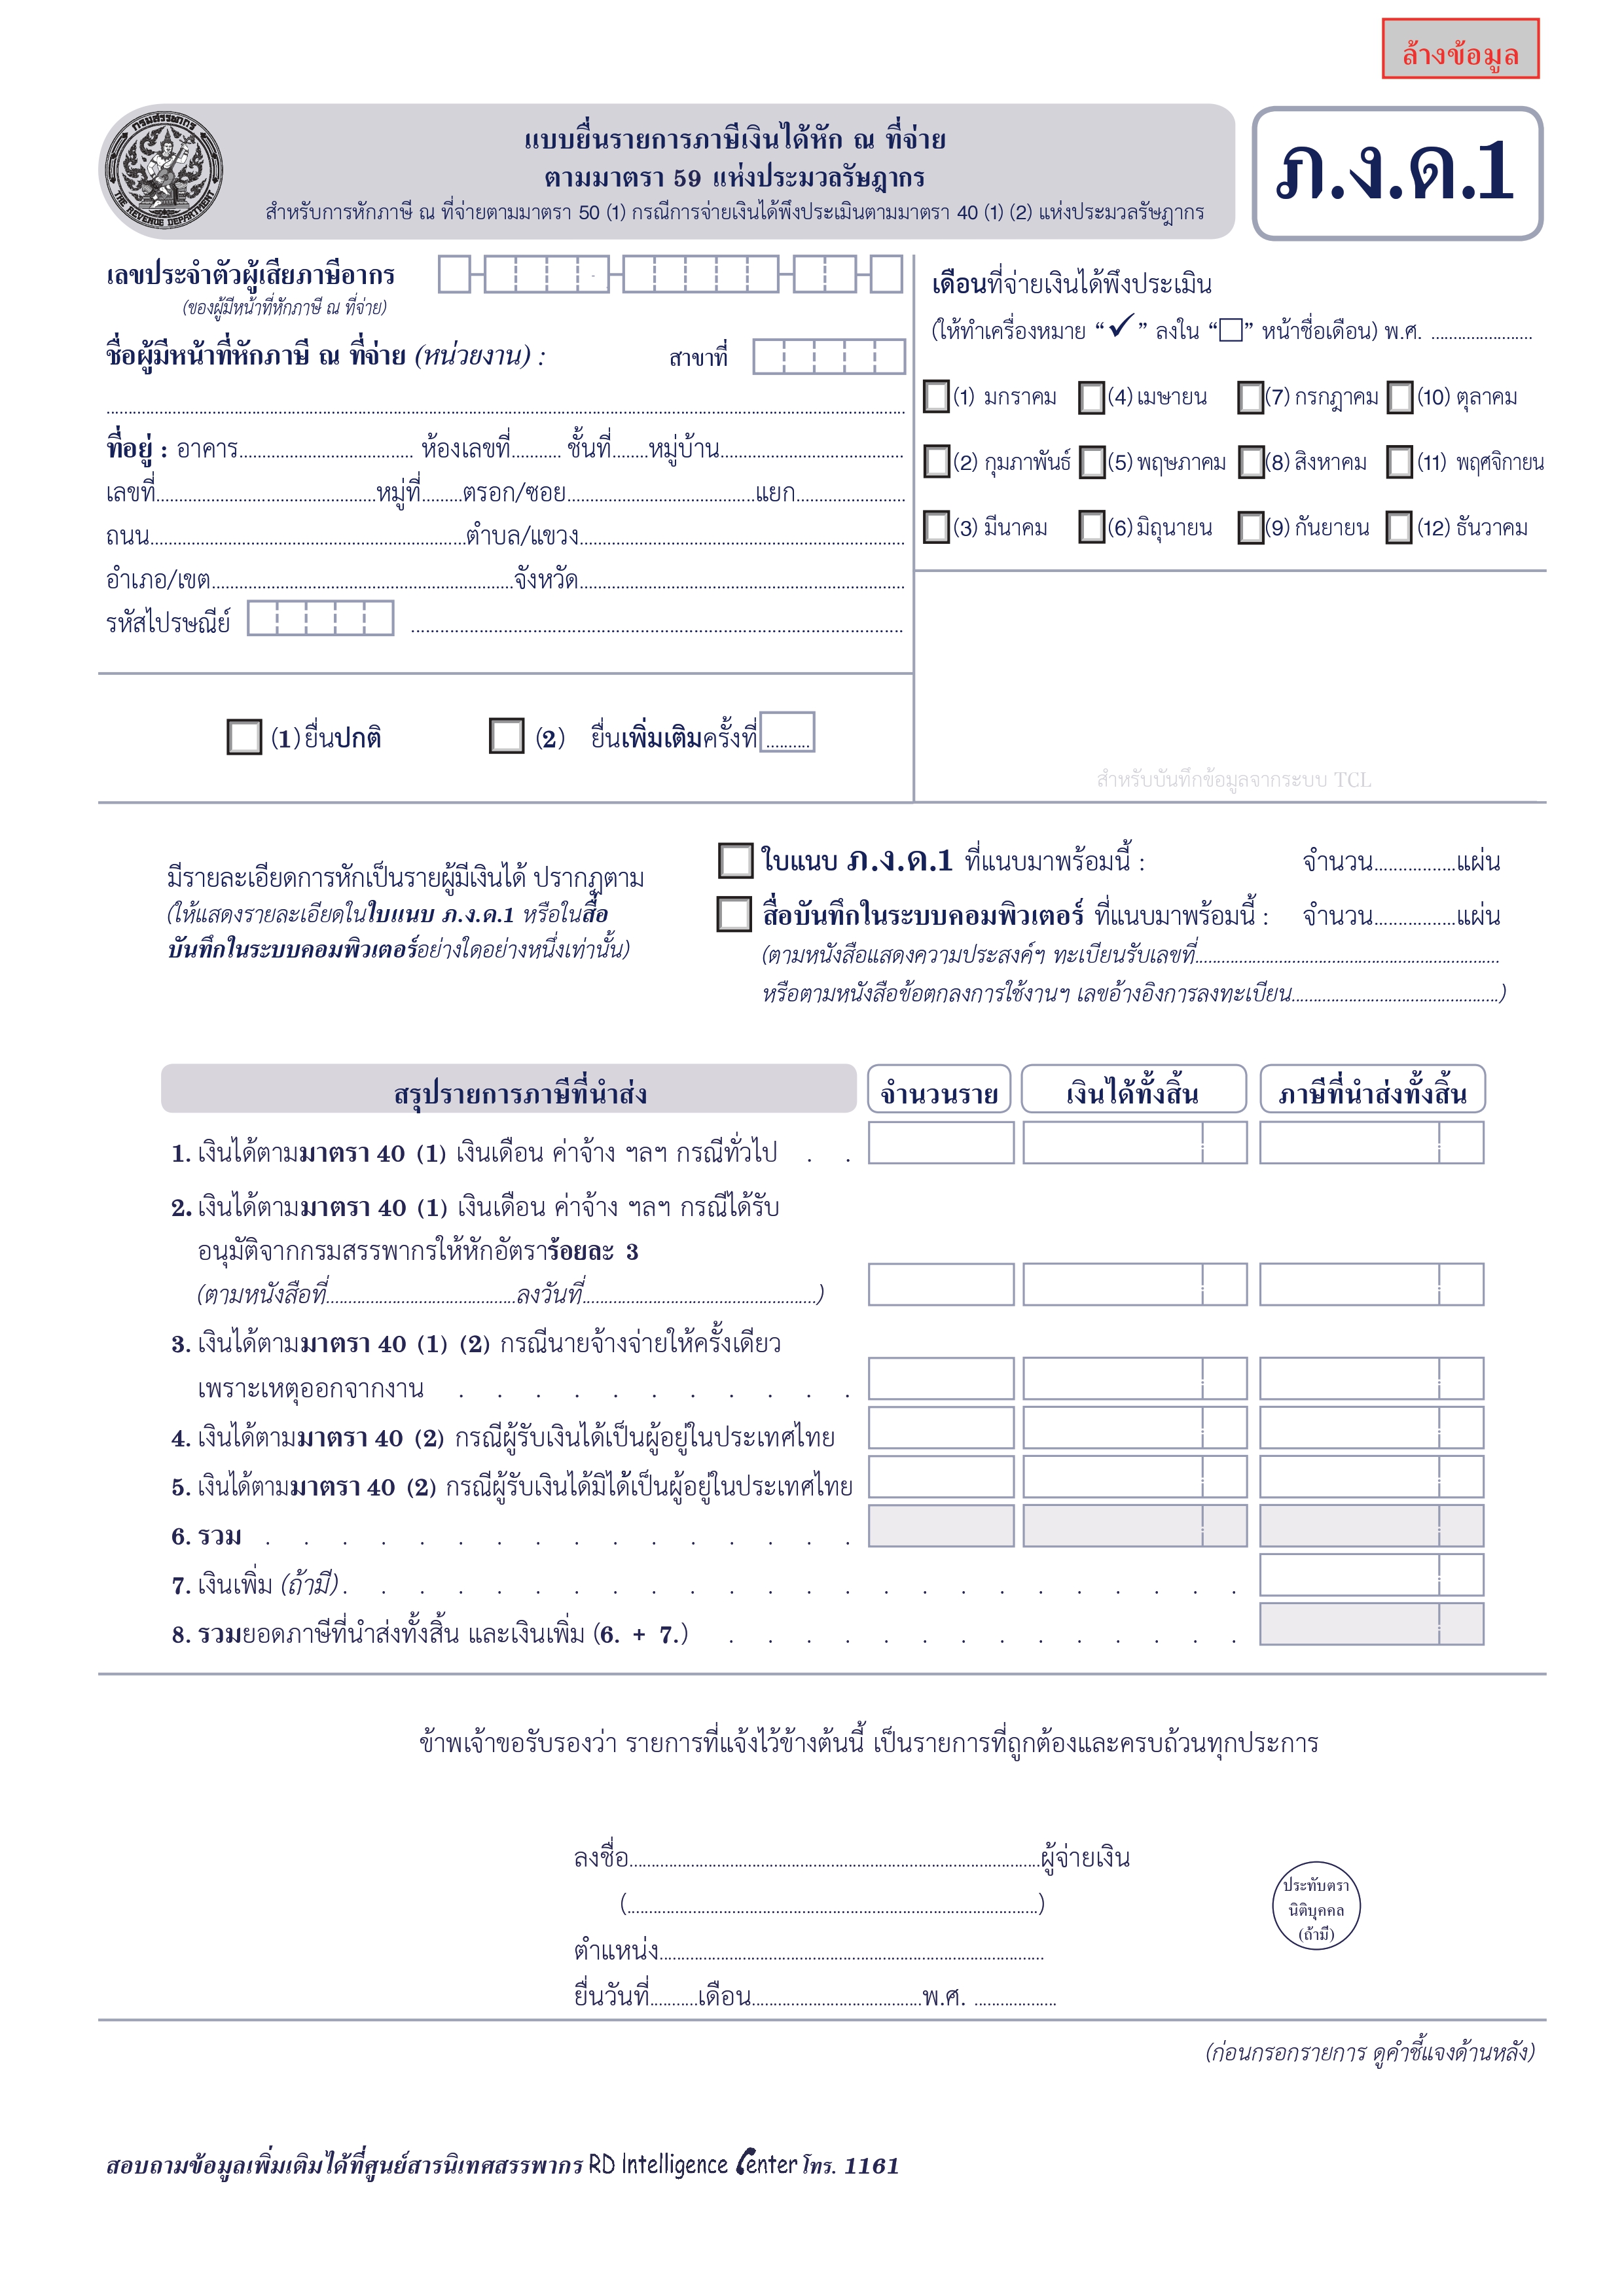 ล้างข้อมูล
กรมสรรพากร
THE REVENUE DEPARTMENT
แบบยื่นรายการภาษีเงินได้หัก ณ ที่จ่าย
ตามมาตรา 59 แห่งประมวลรัษฎากร
สำหรับการหักภาษี ณ ที่จ่ายตามมาตรา 50 (1) กรณีการจ่ายเงินได้พึงประเมินตามมาตรา 40 (1) (2) แห่งประมวลรัษฎากร
ภ.ง.ด.1
เลขประจำตัวผู้เสียภาษีอากร
(ของผู้มีหน้าที่หักภาษี ณ ที่จ่าย)
ชื่อผู้มีหน้าที่หักภาษี ณ ที่จ่าย (หน่วยงาน) : สาขาที่
ที่อยู่ : อาคาร.................... ห้องเลขที่.......... ชั้นที่.......หมู่บ้าน....................
เลขที่....................หมู่ที่........ตรอก/ซอย....................แยก....................
ถนน....................ตำบล/แขวง....................
อำเภอ/เขต....................จังหวัด....................
รหัสไปรษณีย์ ....................
(1) ยื่นปกติ (2) ยื่นเพิ่มเติมครั้งที่..........
เดือนที่จ่ายเงินได้พึงประเมิน
(ให้ทำเครื่องหมาย “✓” ลงใน “□” หน้าชื่อเดือน) พ.ศ. ....................
(1) มกราคม (4) เมษายน (7) กรกฎาคม (10) ตุลาคม
(2) กุมภาพันธ์ (5) พฤษภาคม (8) สิงหาคม (11) พฤศจิกายน
(3) มีนาคม (6) มิถุนายน (9) กันยายน (12) ธันวาคม
สำหรับบันทึกข้อมูลจากระบบ TCL
มีรายละเอียดการหักเป็นรายผู้มีเงินได้ ปรากฏตาม
(ให้แสดงรายละเอียดในใบแนบ ภ.ง.ด.1 หรือในสื่อ
บันทึกในระบบคอมพิวเตอร์อย่างใดอย่างหนึ่งเท่านั้น)
ใบแนบ ภ.ง.ด.1 ที่แนบมาพร้อมนี้ : จำนวน................แผ่น
สื่อบันทึกในระบบคอมพิวเตอร์ ที่แนบมาพร้อมนี้ : จำนวน................แผ่น
(ตามหนังสือแสดงความประสงค์ฯ ทะเบียนรับเลขที่....................
หรือตามหนังสือข้อตกลงการใช้งานฯ เลขอ้างอิงการลงทะเบียน....................)
สรุปรายการภาษีที่นำส่ง จำนวนราย เงินได้ทั้งสิ้น ภาษีที่นำส่งทั้งสิ้น
1. เงินได้ตามมาตรา 40 (1) เงินเดือน ค่าจ้าง ฯลฯ กรณีทั่วไป . .
2. เงินได้ตามมาตรา 40 (1) เงินเดือน ค่าจ้าง ฯลฯ กรณีได้รับ
อนุมัติจากกรมสรรพากรให้หักอัตราร้อยละ 3
(ตามหนังสือที่....................ลงวันที่....................)
3. เงินได้ตามมาตรา 40 (1) (2) กรณีนายจ้างจ่ายให้ครั้งเดียว
เพราะเหตุออกจากงาน . . . . . . . . . . .
4. เงินได้ตามมาตรา 40 (2) กรณีผู้รับเงินได้เป็นผู้อยู่ในประเทศไทย
5. เงินได้ตามมาตรา 40 (2) กรณีผู้รับเงินได้มิได้เป็นผู้อยู่ในประเทศไทย
6. รวม . . . . . . . . . . . . . . . .
7. เงินเพิ่ม (ถ้ามี) . . . . . . . . . . . . . . . . . . . . . . . .
8. รวมยอดภาษีที่นำส่งทั้งสิ้น และเงินเพิ่ม (6. + 7.) . . . . . . . . . . . . . .
ข้าพเจ้าขอรับรองว่า รายการที่แจ้งไว้ข้างต้นนี้ เป็นรายการที่ถูกต้องและครบถ้วนทุกประการ
ลงชื่อ....................ผู้จ่ายเงิน
(....................)
ตำแหน่ง....................
ยื่นวันที่..........เดือน....................พ.ศ. ..................
ประทับตรา
นิติบุคคล
(ถ้ามี)
(ก่อนกรอกรายการ ดูคำชี้แจงด้านหลัง)
สอบถามข้อมูลเพิ่มเติมได้ที่ศูนย์สารนิเทศสรรพากร RD Intelligence Center โทร. 1161